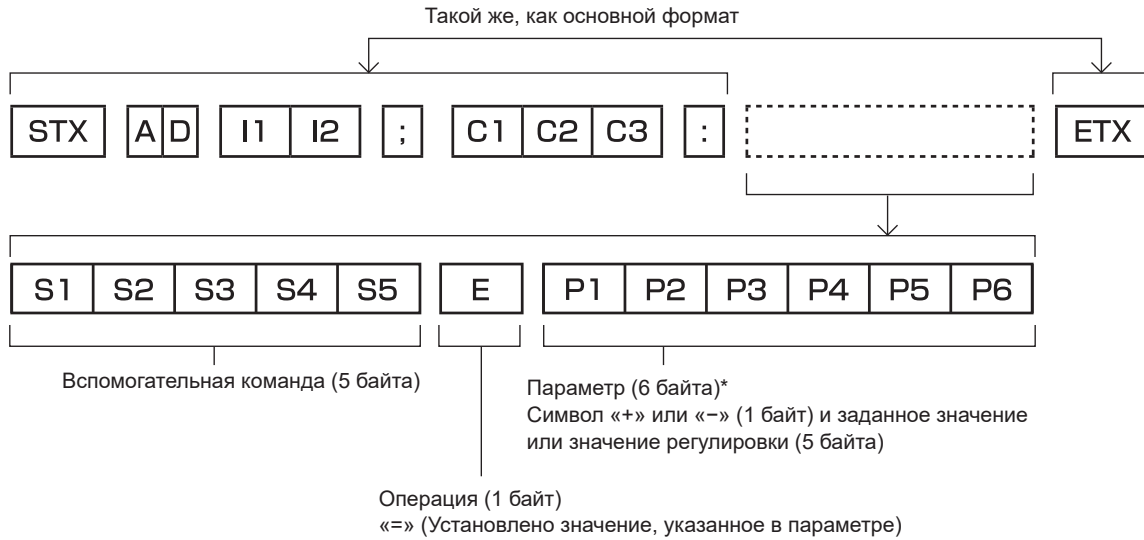 Такой же, как основной формат
STX A D I1 I2 ; C1 C2 C3 : ETX
S1 S2 S3 S4 S5 E P1 P2 P3 P4 P5 P6
Вспомогательная команда (5 байта)
Параметр (6 байта)*
Символ «+» или «−» (1 байт) и заданное значение
или значение регулировки (5 байта)
Операция (1 байт)
«=» (Установлено значение, указанное в параметре)